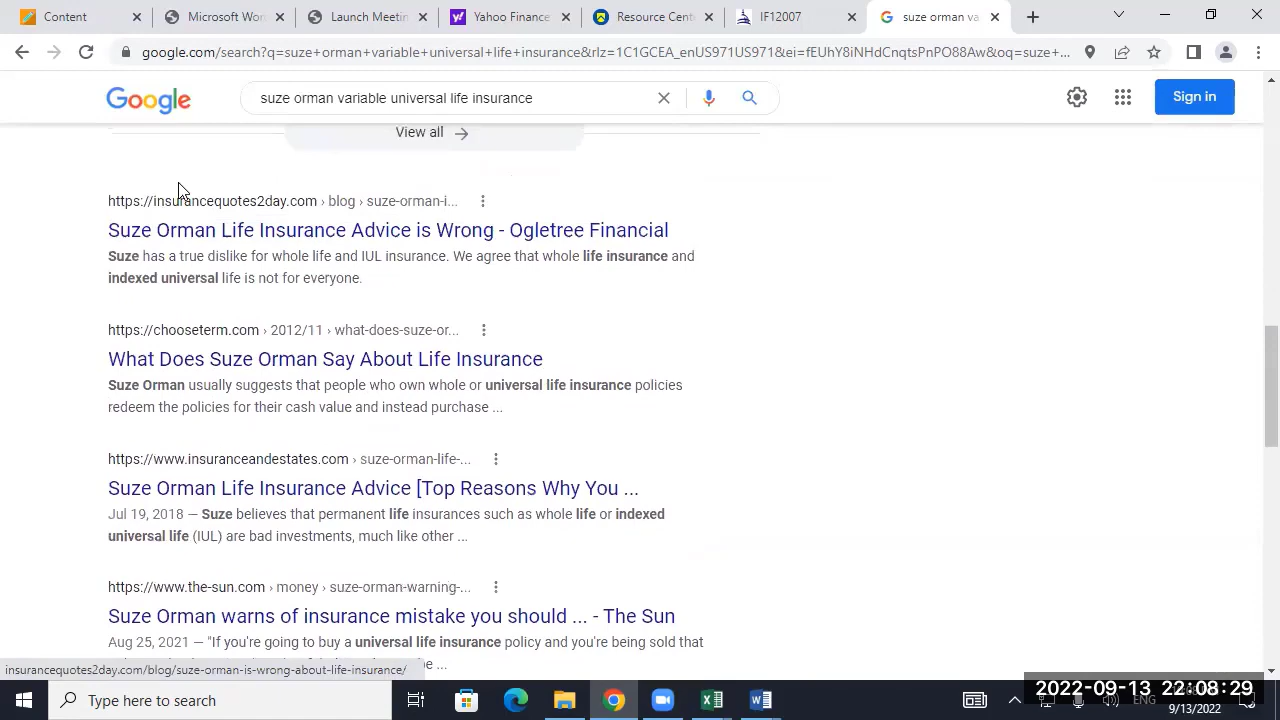 Content
Microsoft Wor
Launch Meetin
Yahoo Finance
Resource Cent
IF12007
suze orman va
google.com/search?q=suze+orman+variable+universal+life+insurance&rlz=1C1GCEA_enUS971US971&ei=fEUhY8iNHdCnqtsPnPO88Aw&oq=suze+...
Google
suze orman variable universal life insurance
Sign in
View all
https://insurancequotes2day.com › blog › suze-orman-i...
Suze Orman Life Insurance Advice is Wrong - Ogletree Financial
Suze has a true dislike for whole life and IUL insurance. We agree that whole life insurance and
indexed universal life is not for everyone.
https://chooseterm.com › 2012/11 › what-does-suze-or...
What Does Suze Orman Say About Life Insurance
Suze Orman usually suggests that people who own whole or universal life insurance policies
redeem the policies for their cash value and instead purchase ...
https://www.insuranceandestates.com › suze-orman-life-...
Suze Orman Life Insurance Advice [Top Reasons Why You ...
Jul 19, 2018 — Suze believes that permanent life insurances such as whole life or indexed
universal life (IUL) are bad investments, much like other ...
https://www.the-sun.com › money › suze-orman-warning-...
Suze Orman warns of insurance mistake you should ... - The Sun
Aug 25, 2021 — "If you're going to buy a universal life insurance policy and you're being sold that
insurancequotes2day.com/blog/suze-orman-is-wrong-about-life-insurance/
Type here to search
2022-09-13 22:08:29
ENG
9/13/2022